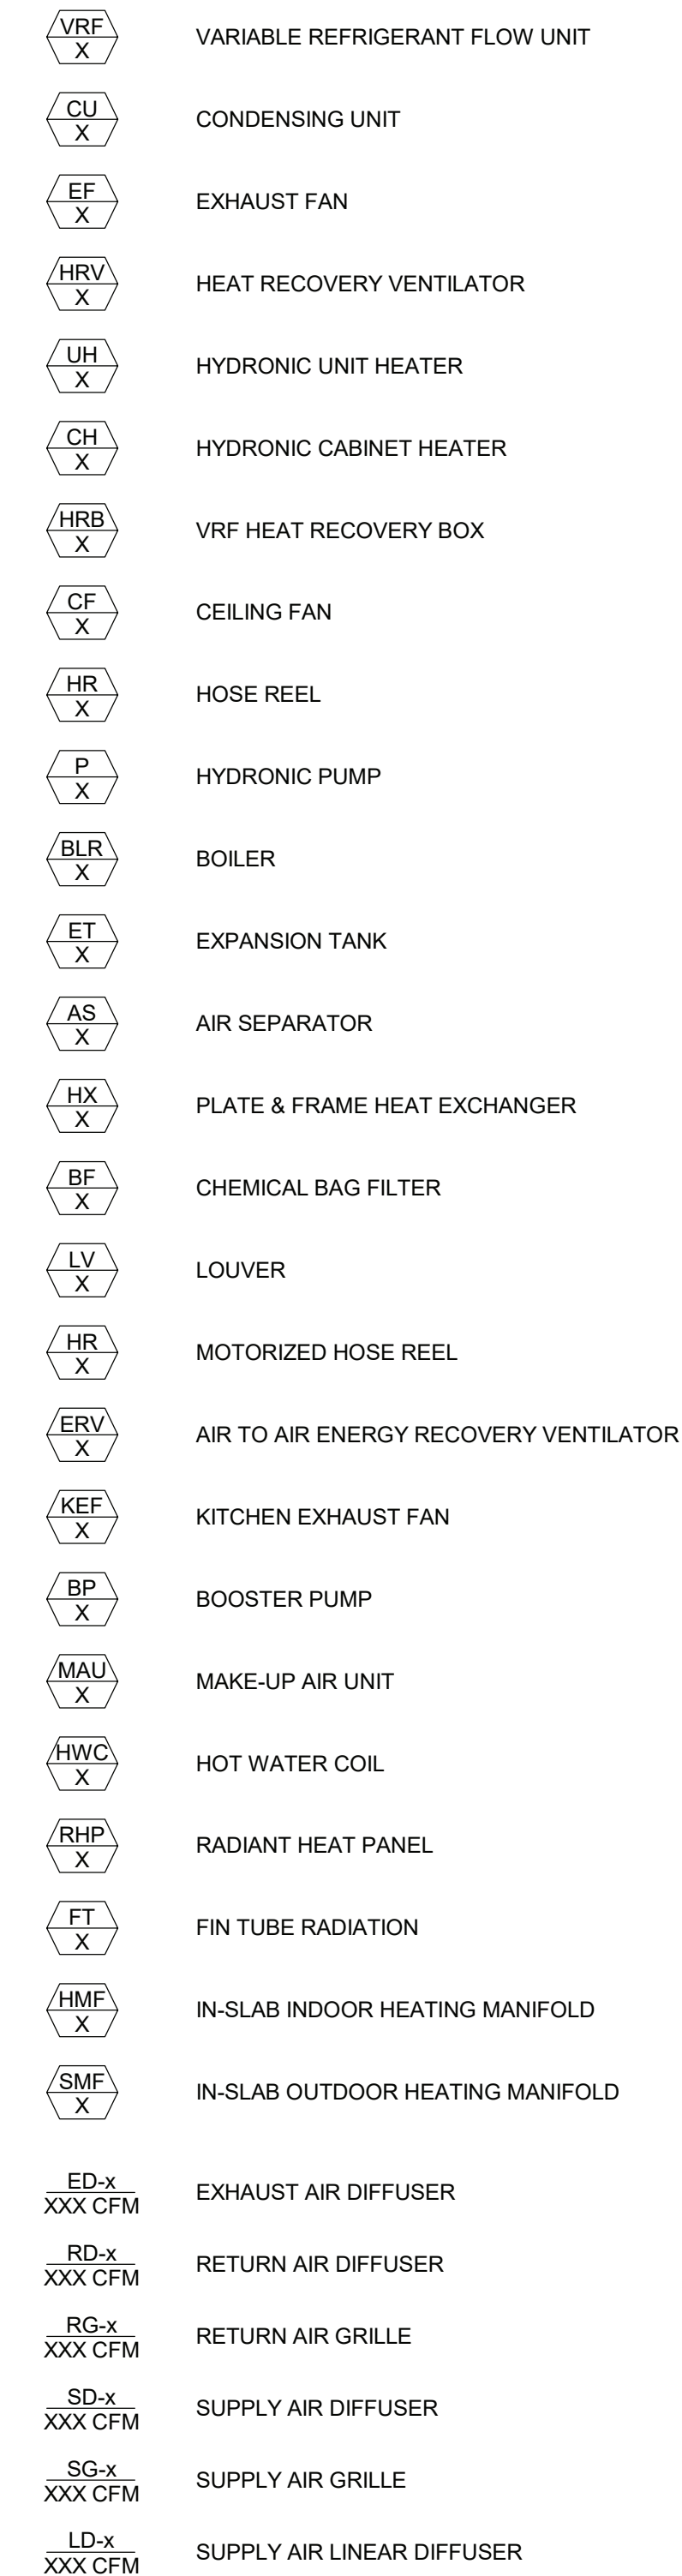 VRF
X
VARIABLE REFRIGERANT FLOW UNIT
CU
X
CONDENSING UNIT
EF
X
EXHAUST FAN
HRV
X
HEAT RECOVERY VENTILATOR
UH
X
HYDRONIC UNIT HEATER
CH
X
HYDRONIC CABINET HEATER
HRB
X
VRF HEAT RECOVERY BOX
CF
X
CEILING FAN
HR
X
HOSE REEL
P
X
HYDRONIC PUMP
BLR
X
BOILER
ET
X
EXPANSION TANK
AS
X
AIR SEPARATOR
HX
X
PLATE & FRAME HEAT EXCHANGER
BF
X
CHEMICAL BAG FILTER
LV
X
LOUVER
HR
X
MOTORIZED HOSE REEL
ERV
X
AIR TO AIR ENERGY RECOVERY VENTILATOR
KEF
X
KITCHEN EXHAUST FAN
BP
X
BOOSTER PUMP
MAU
X
MAKE-UP AIR UNIT
HWC
X
HOT WATER COIL
RHP
X
RADIANT HEAT PANEL
FT
X
FIN TUBE RADIATION
HMF
X
IN-SLAB INDOOR HEATING MANIFOLD
SMF
X
IN-SLAB OUTDOOR HEATING MANIFOLD
ED-x
XXX CFM
EXHAUST AIR DIFFUSER
RD-x
XXX CFM
RETURN AIR DIFFUSER
RG-x
XXX CFM
RETURN AIR GRILLE
SD-x
XXX CFM
SUPPLY AIR DIFFUSER
SG-x
XXX CFM
SUPPLY AIR GRILLE
LD-x
XXX CFM
SUPPLY AIR LINEAR DIFFUSER